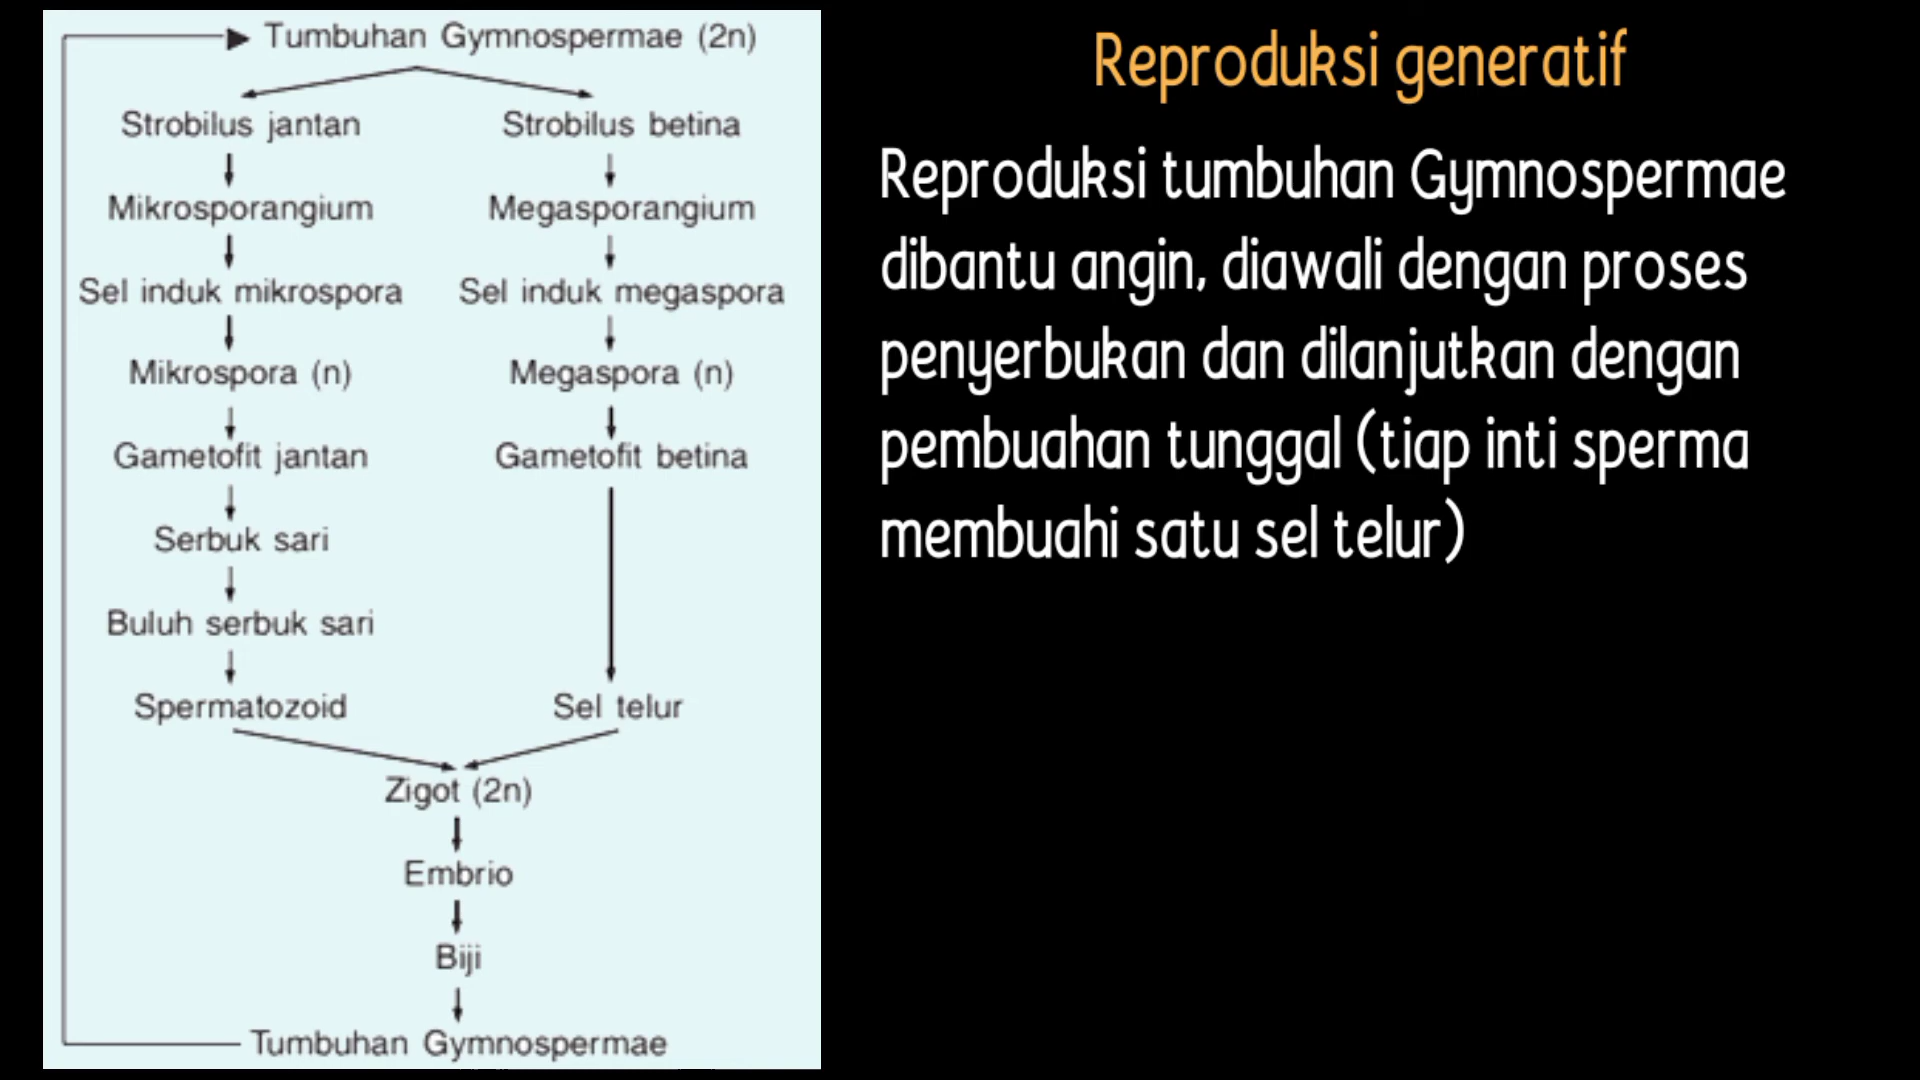 Tumbuhan Gymnospermae (2n)
Strobilus jantan
Strobilus betina
Mikrosporangium
Megasporangium
Sel induk mikrospora
Sel induk megaspora
Mikrospora (n)
Megaspora (n)
Gametofit jantan
Gametofit betina
Serbuk sari
Buluh serbuk sari
Spermatozoid
Sel telur
Zigot (2n)
Embrio
Biji
Tumbuhan Gymnospermae
Reproduksi generatif
Reproduksi tumbuhan Gymnospermae
dibantu angin, diawali dengan proses
penyerbukan dan dilanjutkan dengan
pembuahan tunggal (tiap inti sperma
membuahi satu sel telur)